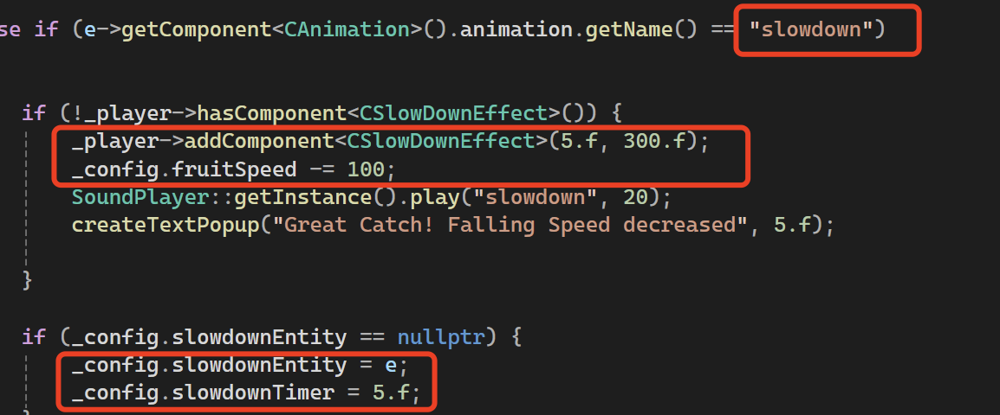 se if (e->getComponent<CAnimation>().animation.getName() == "slowdown")
if (!_player->hasComponent<CSlowDownEffect>()) {
_player->addComponent<CSlowDownEffect>(5.f, 300.f);
_config.fruitSpeed -= 100;
SoundPlayer::getInstance().play("slowdown", 20);
createTextPopup("Great Catch! Falling Speed decreased", 5.f);
}
if (_config.slowdownEntity == nullptr) {
_config.slowdownEntity = e;
_config.slowdownTimer = 5.f;
}